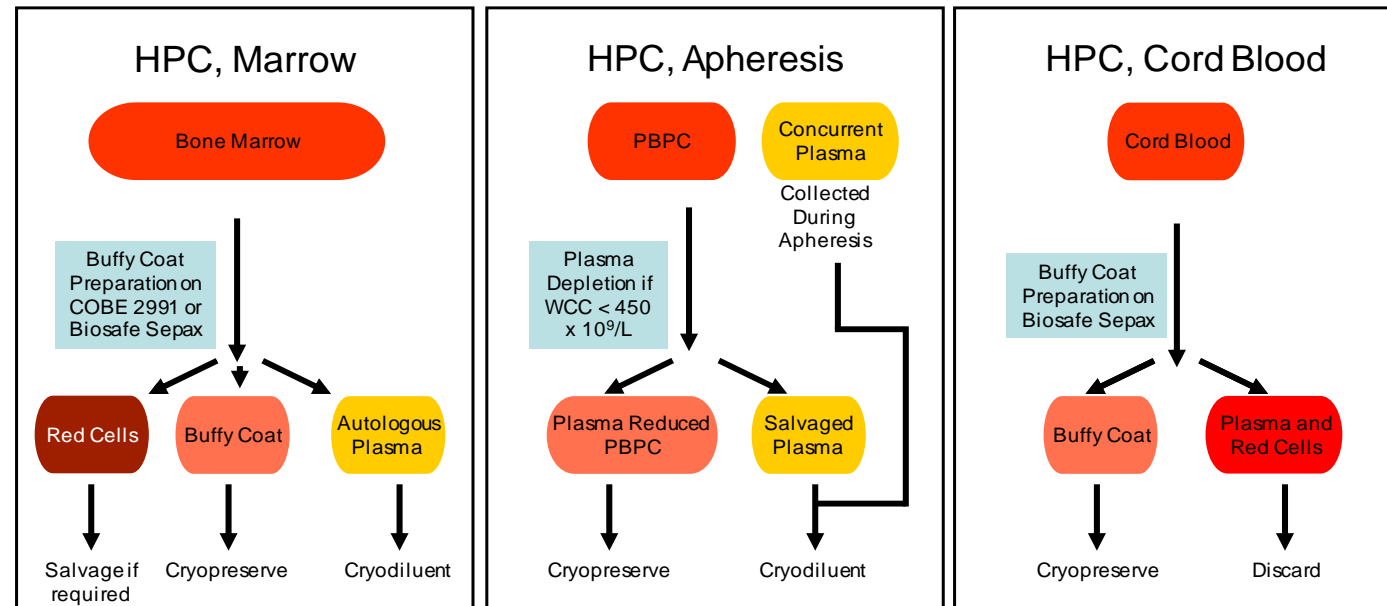 HPC, Marrow
Bone Marrow
Buffy Coat
Preparation on
COBE 2991 or
Biosafe Sepax
Red Cells
Buffy Coat
Autologous
Plasma
Salvage if
required
Cryopreserve
Cryodiluent
HPC, Apheresis
PBPC
Concurrent
Plasma
Collected
During
Apheresis
Plasma
Depletion if
WCC < 450
x 10⁹/L
Plasma Reduced
PBPC
Salvaged
Plasma
Cryopreserve
Cryodiluent
HPC, Cord Blood
Cord Blood
Buffy Coat
Preparation on
Biosafe Sepax
Buffy Coat
Plasma and
Red Cells
Cryopreserve
Discard